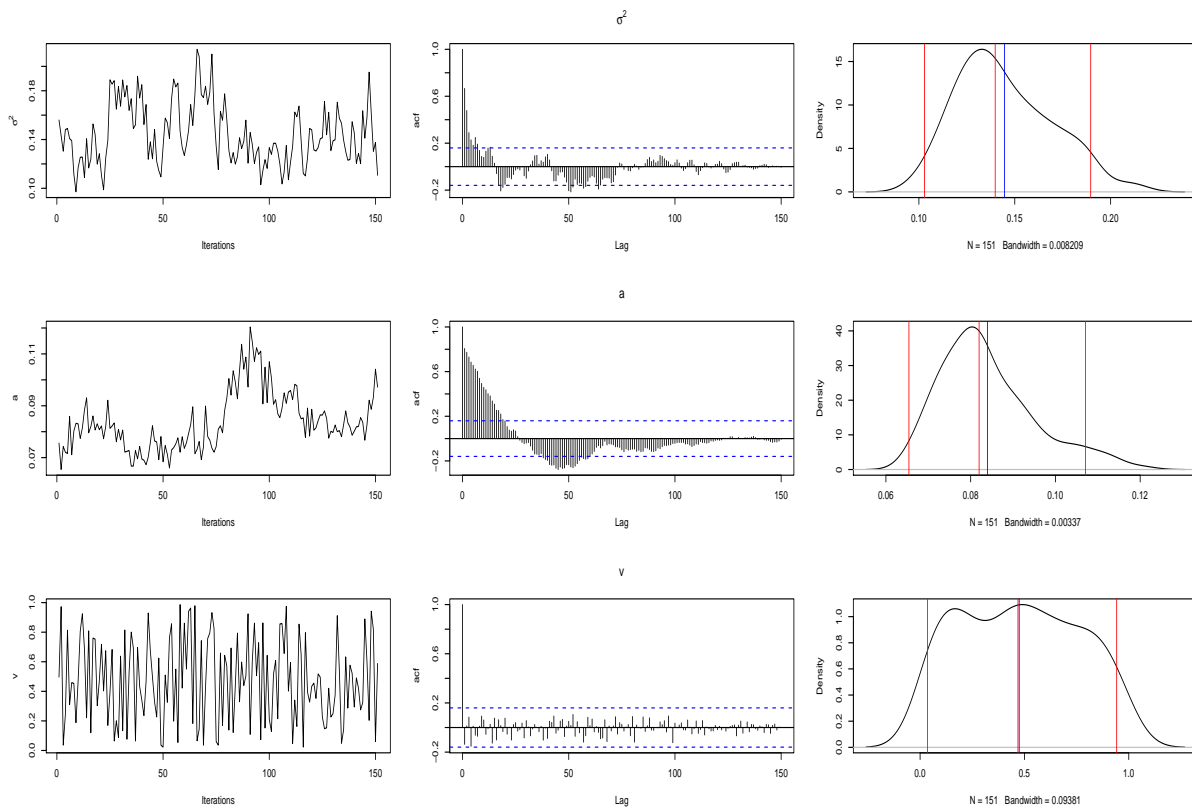 σ²
σ²
0.10 0.14 0.18
0 50 100 150
Iterations
acf
−0.2 0.2 0.6 1.0
0 50 100 150
Lag
Density
0 5 10 15
0.10 0.15 0.20
N = 151 Bandwidth = 0.008209
a
a
0.07 0.09 0.11
0 50 100 150
Iterations
acf
−0.2 0.2 0.6 1.0
0 50 100 150
Lag
Density
0 10 20 30 40
0.06 0.08 0.10 0.12
N = 151 Bandwidth = 0.00337
v
v
0.0 0.2 0.4 0.6 0.8 1.0
0 50 100 150
Iterations
acf
−0.2 0.2 0.6 1.0
0 50 100 150
Lag
Density
0.0 0.2 0.4 0.6 0.8 1.0
0.0 0.5 1.0
N = 151 Bandwidth = 0.09381